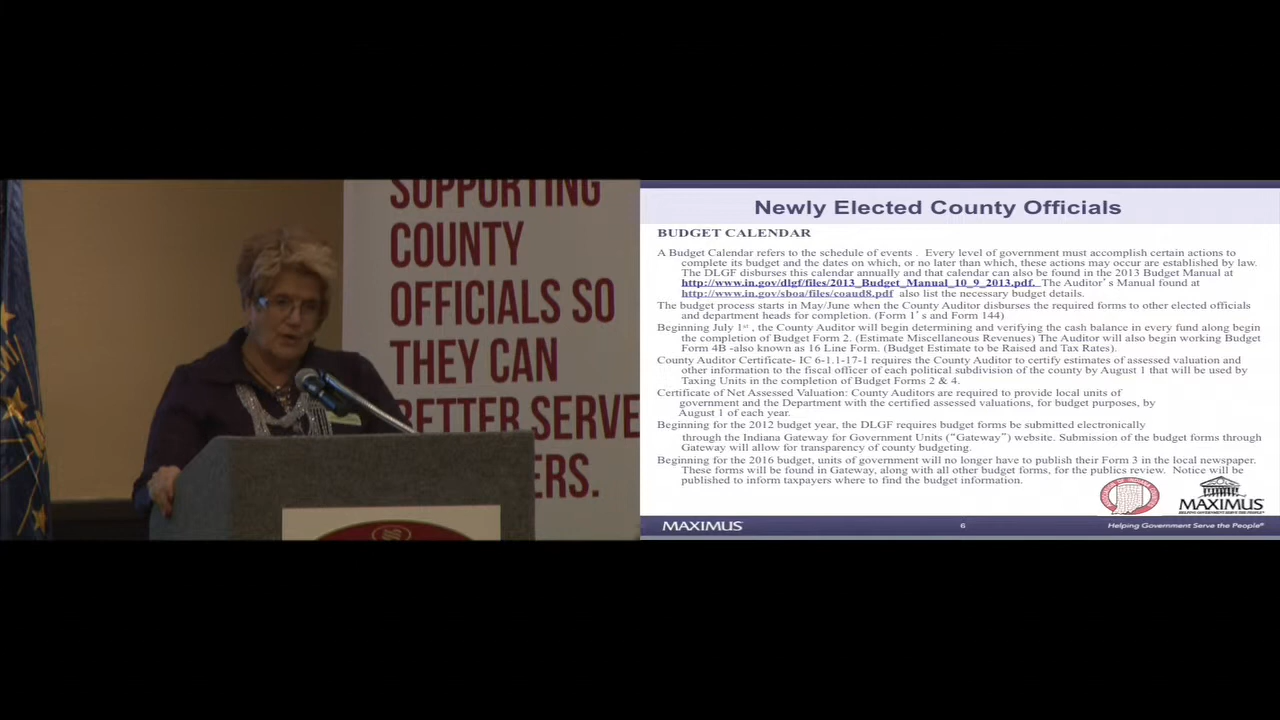 SUPPORTING
COUNTY
OFFICIALS SO
THEY CAN
BETTER SERVE
ERS.
Newly Elected County Officials
BUDGET CALENDAR
A Budget Calendar refers to the schedule of events . Every level of government must accomplish certain actions to
complete its budget and the dates on which, or no later than which, these actions may occur are established by law.
The DLGF disburses this calendar annually and that calendar can also be found in the 2013 Budget Manual at
http://www.in.gov/dlgf/files/2013_Budget_Manual_10_9_2013.pdf. The Auditor's Manual found at
http://www.in.gov/sboa/files/coaud8.pdf also list the necessary budget details.
The budget process starts in May/June when the County Auditor disburses the required forms to other elected officials
and department heads for completion. (Form 1's and Form 144)
Beginning July 1st , the County Auditor will begin determining and verifying the cash balance in every fund along begin
the completion of Budget Form 2. (Estimate Miscellaneous Revenues) The Auditor will also begin working Budget
Form 4B -also known as 16 Line Form. (Budget Estimate to be Raised and Tax Rates).
County Auditor Certificate- IC 6-1.1-17-1 requires the County Auditor to certify estimates of assessed valuation and
other information to the fiscal officer of each political subdivision of the county by August 1 that will be used by
Taxing Units in the completion of Budget Forms 2 & 4.
Certificate of Net Assessed Valuation: County Auditors are required to provide local units of
government and the Department with the certified assessed valuations, for budget purposes, by
August 1 of each year.
Beginning for the 2012 budget year, the DLGF requires budget forms be submitted electronically
through the Indiana Gateway for Government Units ("Gateway") website. Submission of the budget forms through
Gateway will allow for transparency of county budgeting.
Beginning for the 2016 budget, units of government will no longer have to publish their Form 3 in the local newspaper.
These forms will be found in Gateway, along with all other budget forms, for the publics review. Notice will be
published to inform taxpayers where to find the budget information.
MAXIMUS
HELPING GOVERNMENT SERVE THE PEOPLE
MAXIMUS
6
Helping Government Serve the People®